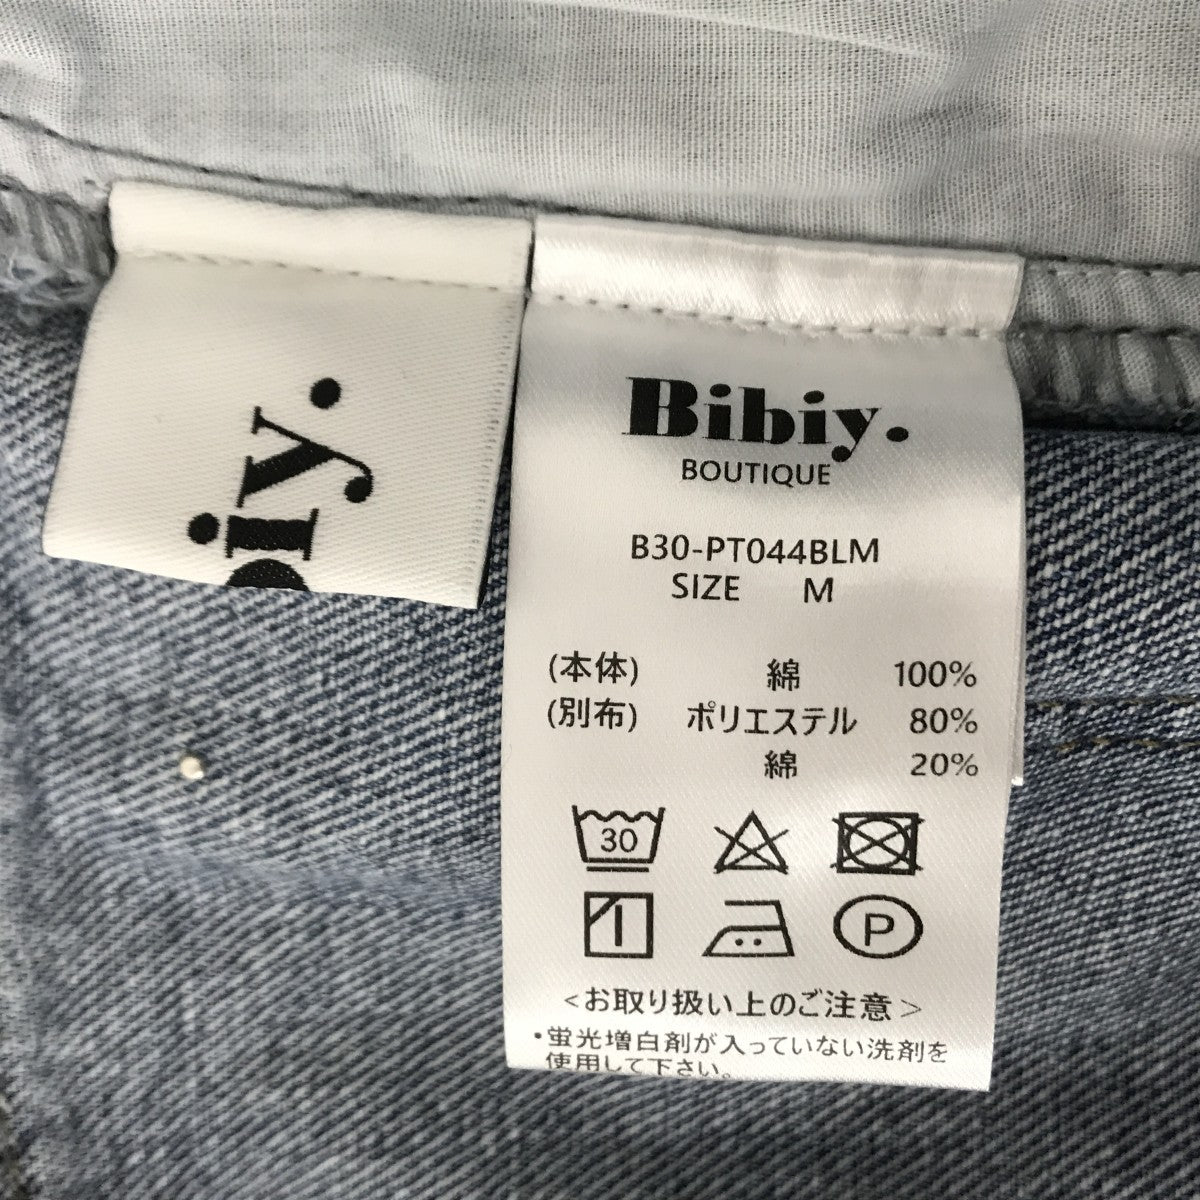 iy.
Bibiy.
BOUTIQUE
B30-PT044BLM
SIZE M
(本体) 綿 100%
(別布) ポリエステル 80%
綿 20%
30
P
<お取り扱い上のご注意>
・蛍光増白剤が入っていない洗剤を
使用して下さい。